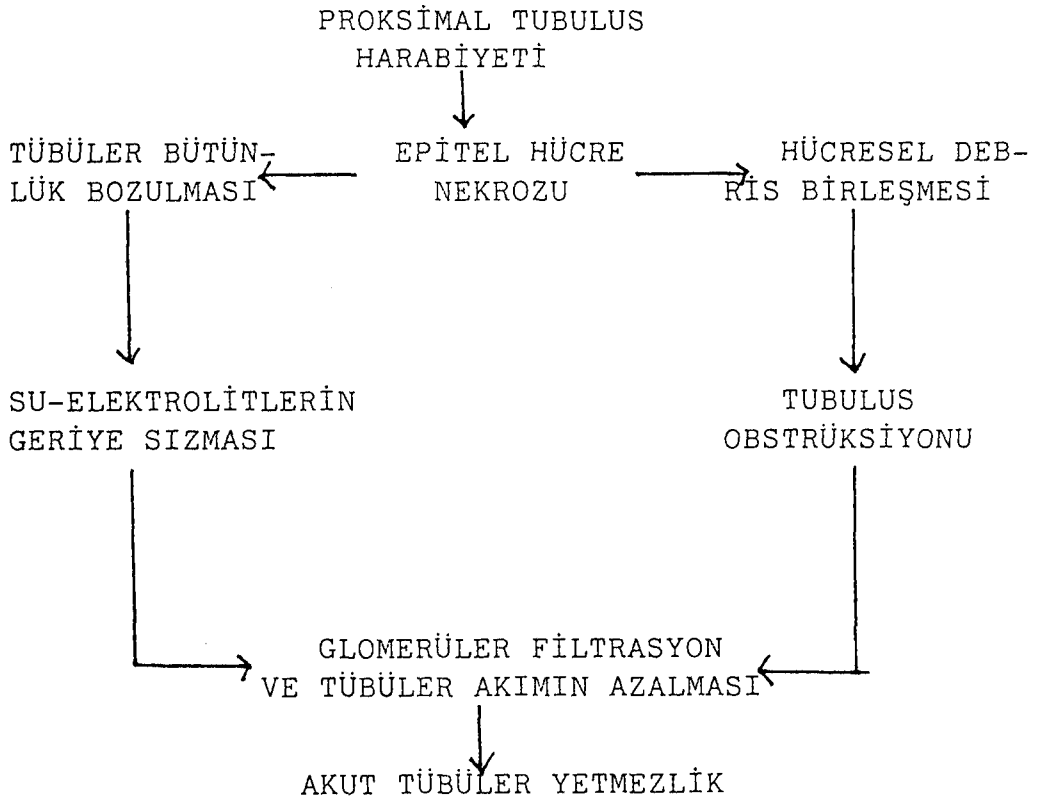 PROKSİMAL TUBULUS
HARABİYETİ
TÜBÜLER BÜTÜN-
LÜK BOZULMASI
EPİTEL HÜCRE
NEKROZU
HÜCRESEL DEB-
RİS BİRLEŞMESİ
SU-ELEKTROLİTLERİN
GERİYE SIZMASI
TUBULUS
OBSTRÜKSİYONU
GLOMERÜLER FİLTRASYON
VE TÜBÜLER AKIMIN AZALMASI
AKUT TÜBÜLER YETMEZLİK